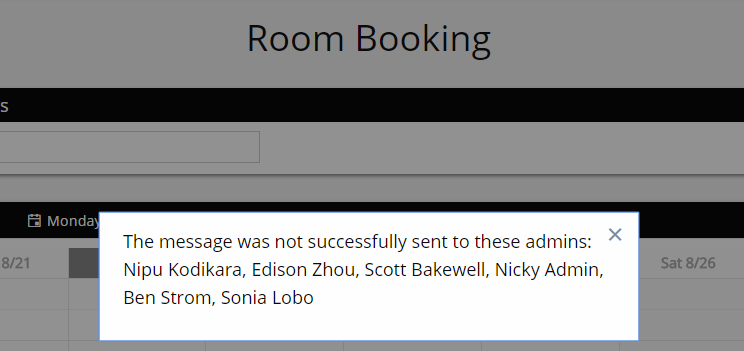 Room Booking
s
Monday
The message was not successfully sent to these admins:
Nipu Kodikara, Edison Zhou, Scott Bakewell, Nicky Admin,
Ben Strom, Sonia Lobo
8/21
Sat 8/26